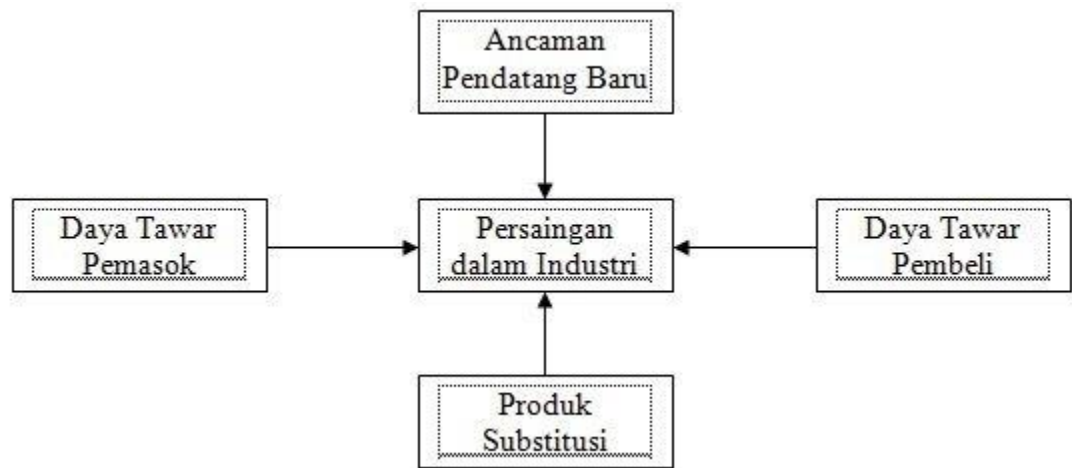 Ancaman
Pendatang Baru
Daya Tawar
Pemasok
Persaingan
dalam Industri
Daya Tawar
Pembeli
Produk
Substitusi